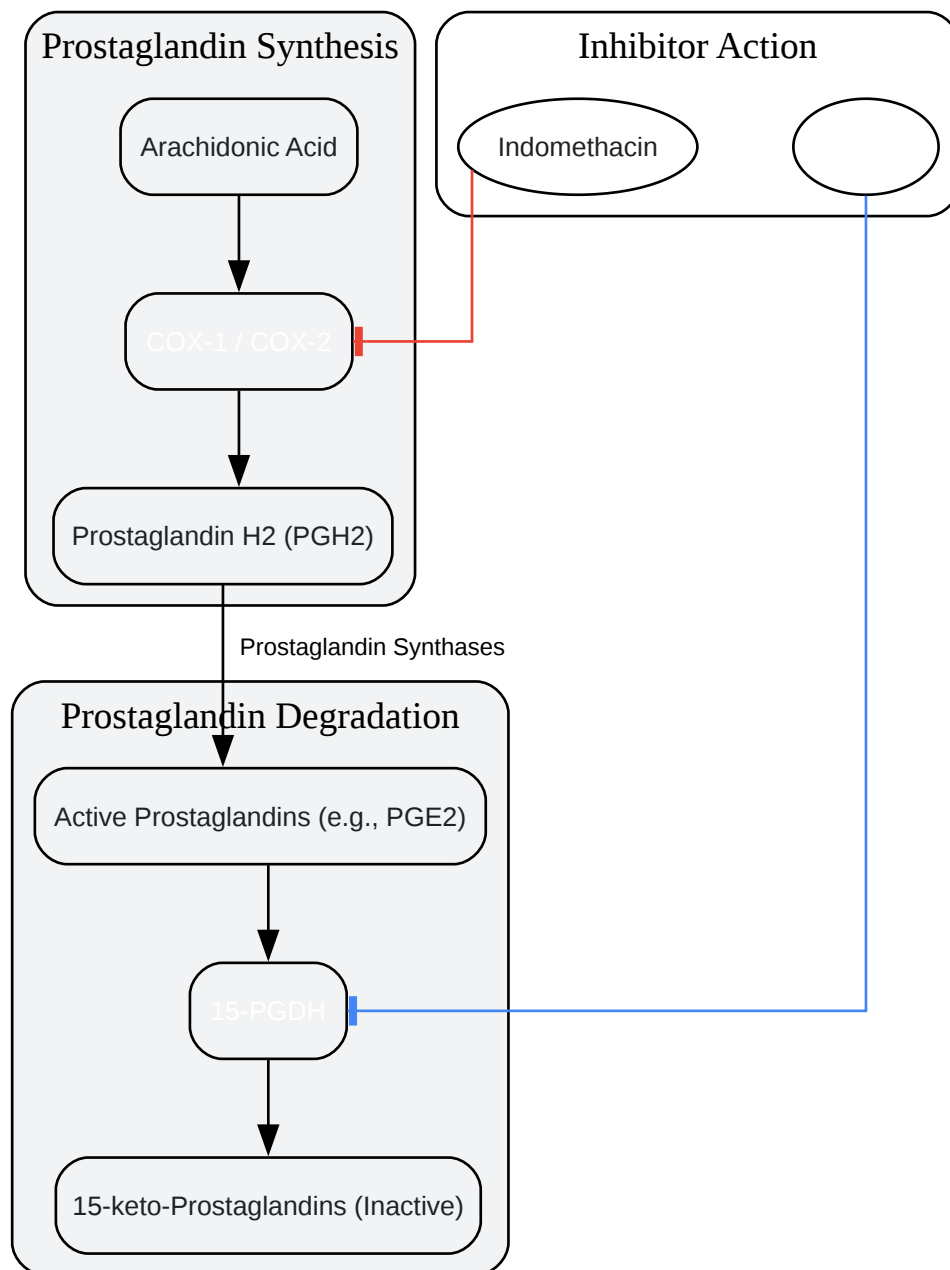 Prostaglandin Synthesis
Inhibitor Action
Arachidonic Acid
Indomethacin
COX-1 / COX-2
Prostaglandin H2 (PGH2)
Prostaglandin Synthases
Prostaglandin Degradation
Active Prostaglandins (e.g., PGE2)
15-PGDH
15-keto-Prostaglandins (Inactive)